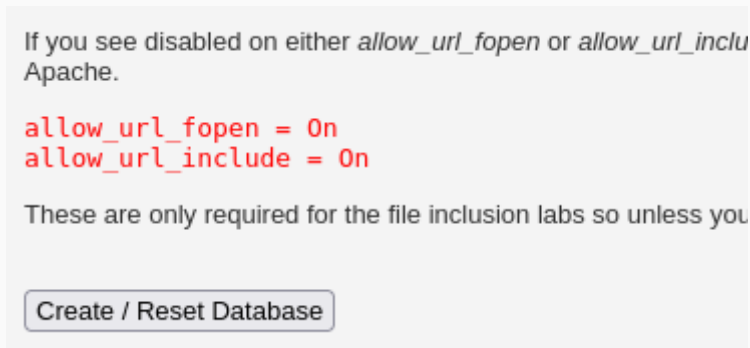 If you see disabled on either allow_url_fopen or allow_url_inclu
Apache.
allow_url_fopen = On
allow_url_include = On
These are only required for the file inclusion labs so unless you
Create / Reset Database